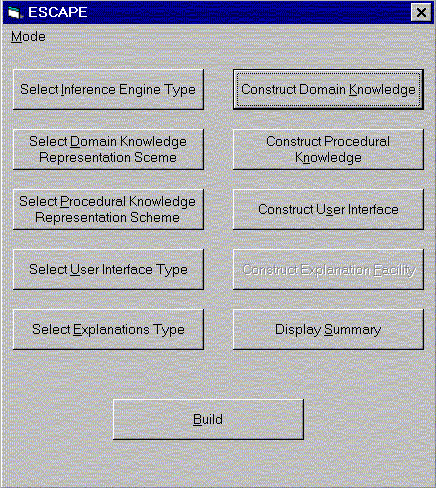 ESCAPE
Mode
Select Inference Engine Type
Construct Domain Knowledge
Select Domain Knowledge
Representation Sceme
Construct Procedural
Knowledge
Select Procedural Knowledge
Representation Scheme
Construct User Interface
Select User Interface Type
Construct Explanation Facility
Select Explanations Type
Display Summary
Build